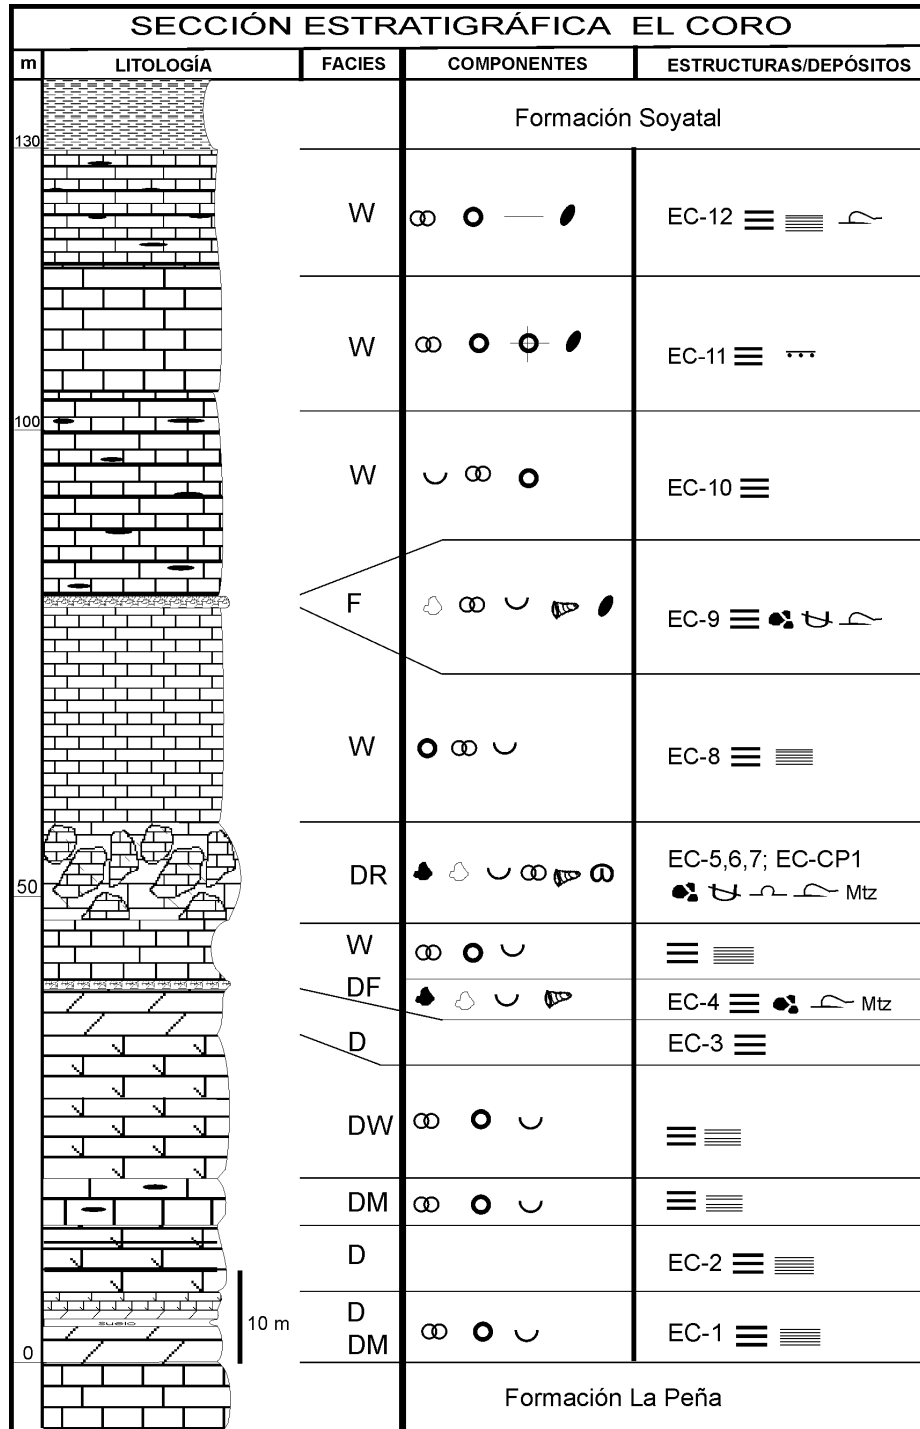 SECCIÓN ESTRATIGRÁFICA EL CORO
m LITOLOGÍA FACIES COMPONENTES ESTRUCTURAS/DEPÓSITOS
Formación Soyatal
130
W EC-12
W EC-11
100
W EC-10
F EC-9
W EC-8
DR EC-5,6,7; EC-CP1
50 Mtz
W
DF EC-4 Mtz
D EC-3
DW
DM
D EC-2
D
suelo 10 m
DM EC-1
0
Formación La Peña